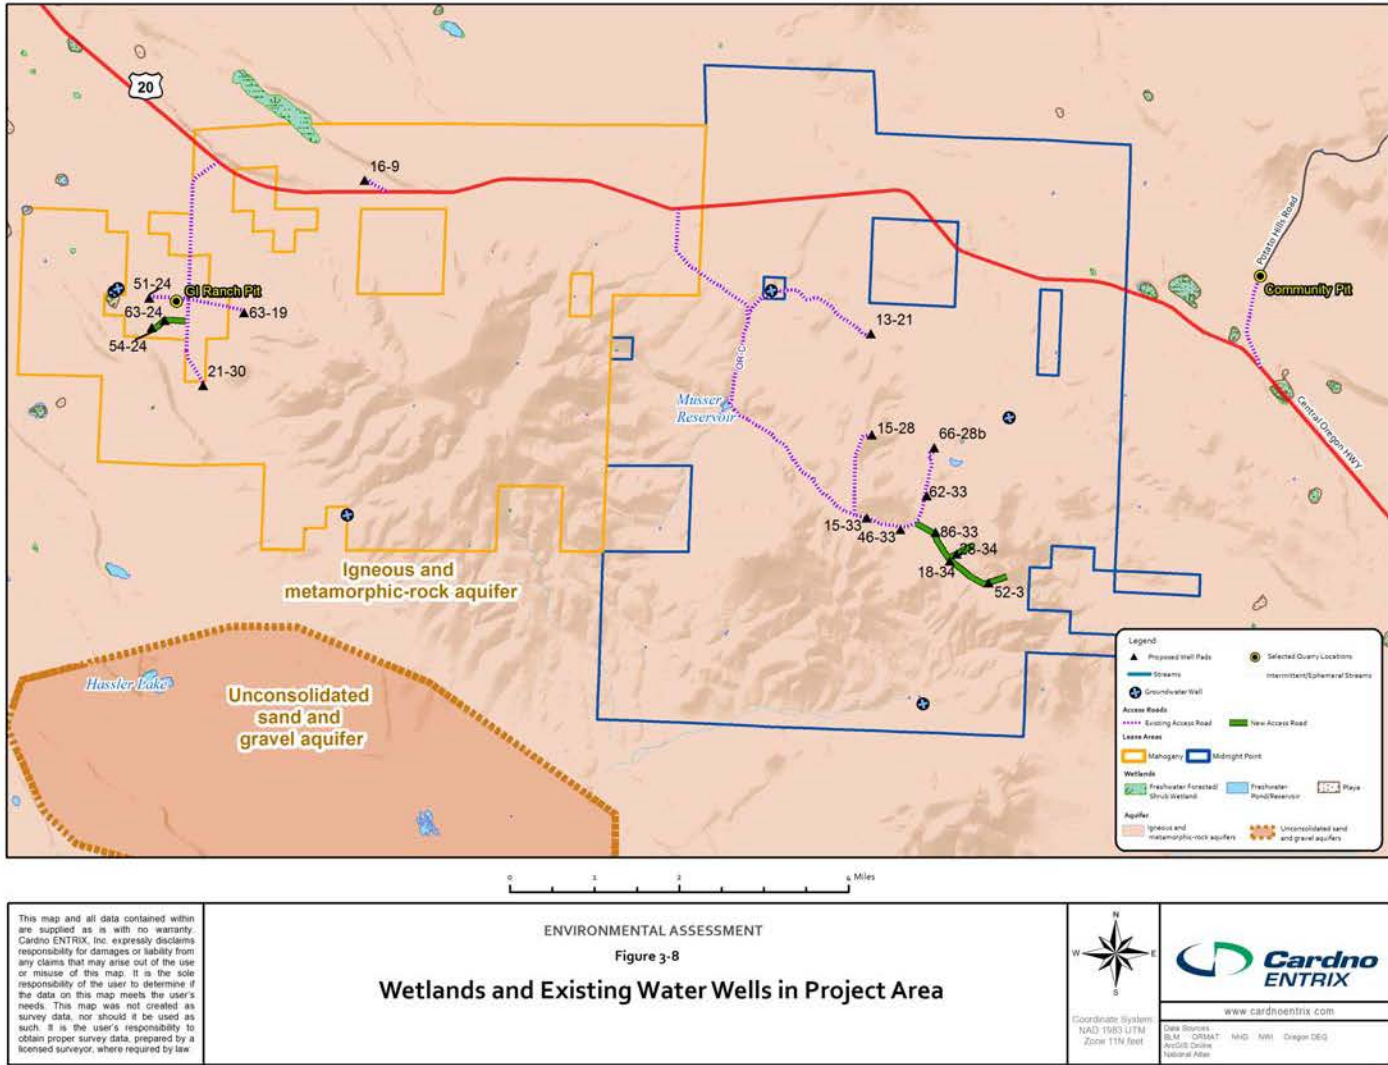 20
16-9
51-24
GI Ranch Pit
63-24
63-19
54-24
21-30
13-21
OR-C
Musser
Reservoir
15-28
66-28b
62-33
15-33
46-33
86-33
28-34
18-34
52-3
Potato Hills Road
Community Pit
Central Oregon HWY
Igneous and
metamorphic-rock aquifer
Hassler Lake
Unconsolidated
sand and
gravel aquifer
Legend
Proposed Well Pads
Selected Quarry Locations
Streams
Intermittent/Ephemeral Streams
Groundwater Well
Access Roads
Existing Access Road
New Access Road
Lease Areas
Mahogany
Midnight Point
Wetlands
Freshwater Forested/
Shrub Wetland
Freshwater
Pond/Reservoir
Playa
Aquifer
Igneous and
metamorphic-rock aquifers
Unconsolidated sand
and gravel aquifers
0 1 2 4 Miles
This map and all data contained within
are supplied as is with no warranty.
Cardno ENTRIX, Inc. expressly disclaims
responsibility for damages or liability from
any claims that may arise out of the use
or misuse of this map. It is the sole
responsibility of the user to determine if
the data on this map meets the user's
needs. This map was not created as
survey data, nor should it be used as
such. It is the user's responsibility to
obtain proper survey data, prepared by a
licensed surveyor, where required by law
ENVIRONMENTAL ASSESSMENT
Figure 3-8
Wetlands and Existing Water Wells in Project Area
N
W E
S
Coordinate System:
NAD 1983 UTM
Zone 11N feet
Cardno
ENTRIX
www.cardnoentrix.com
Data Sources
BLM ORMAT NHD NWI Oregon DEQ
ArcGIS Online
National Atlas